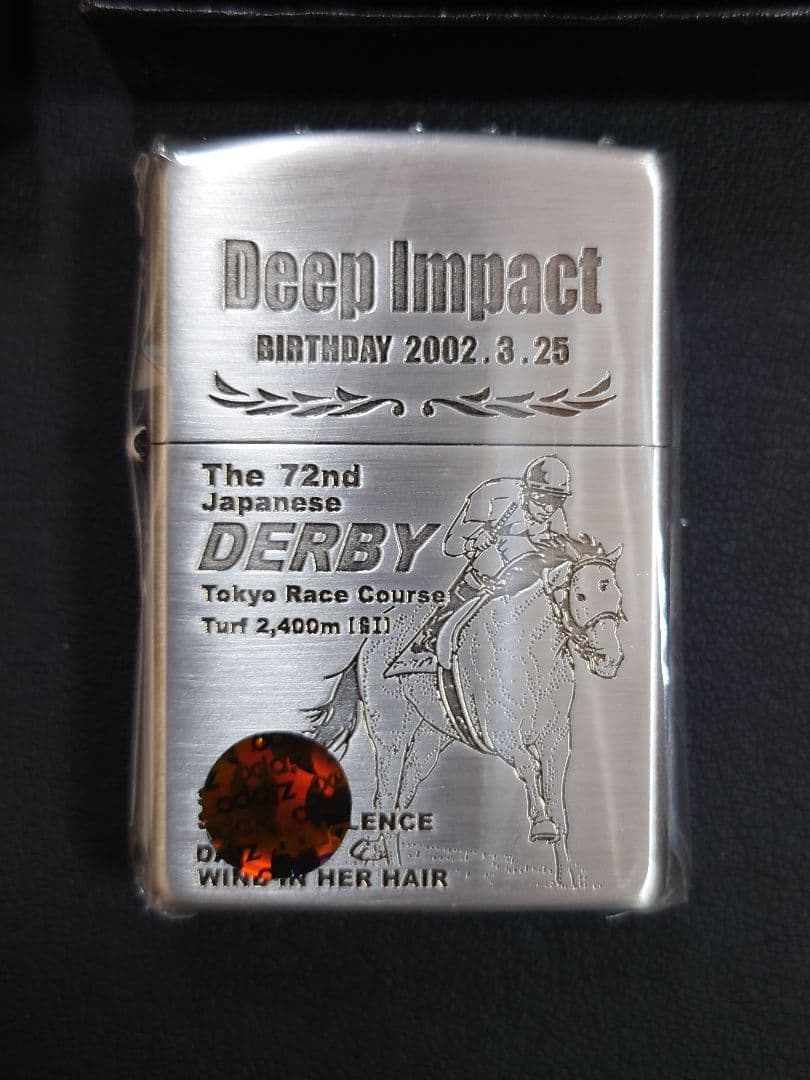 Deep Impact
BIRTHDAY 2002.3.25
The 72nd
Japanese
DERBY
Tokyo Race Course
Turf 2,400m [GI]
LENCE
WIND IN HER HAIR